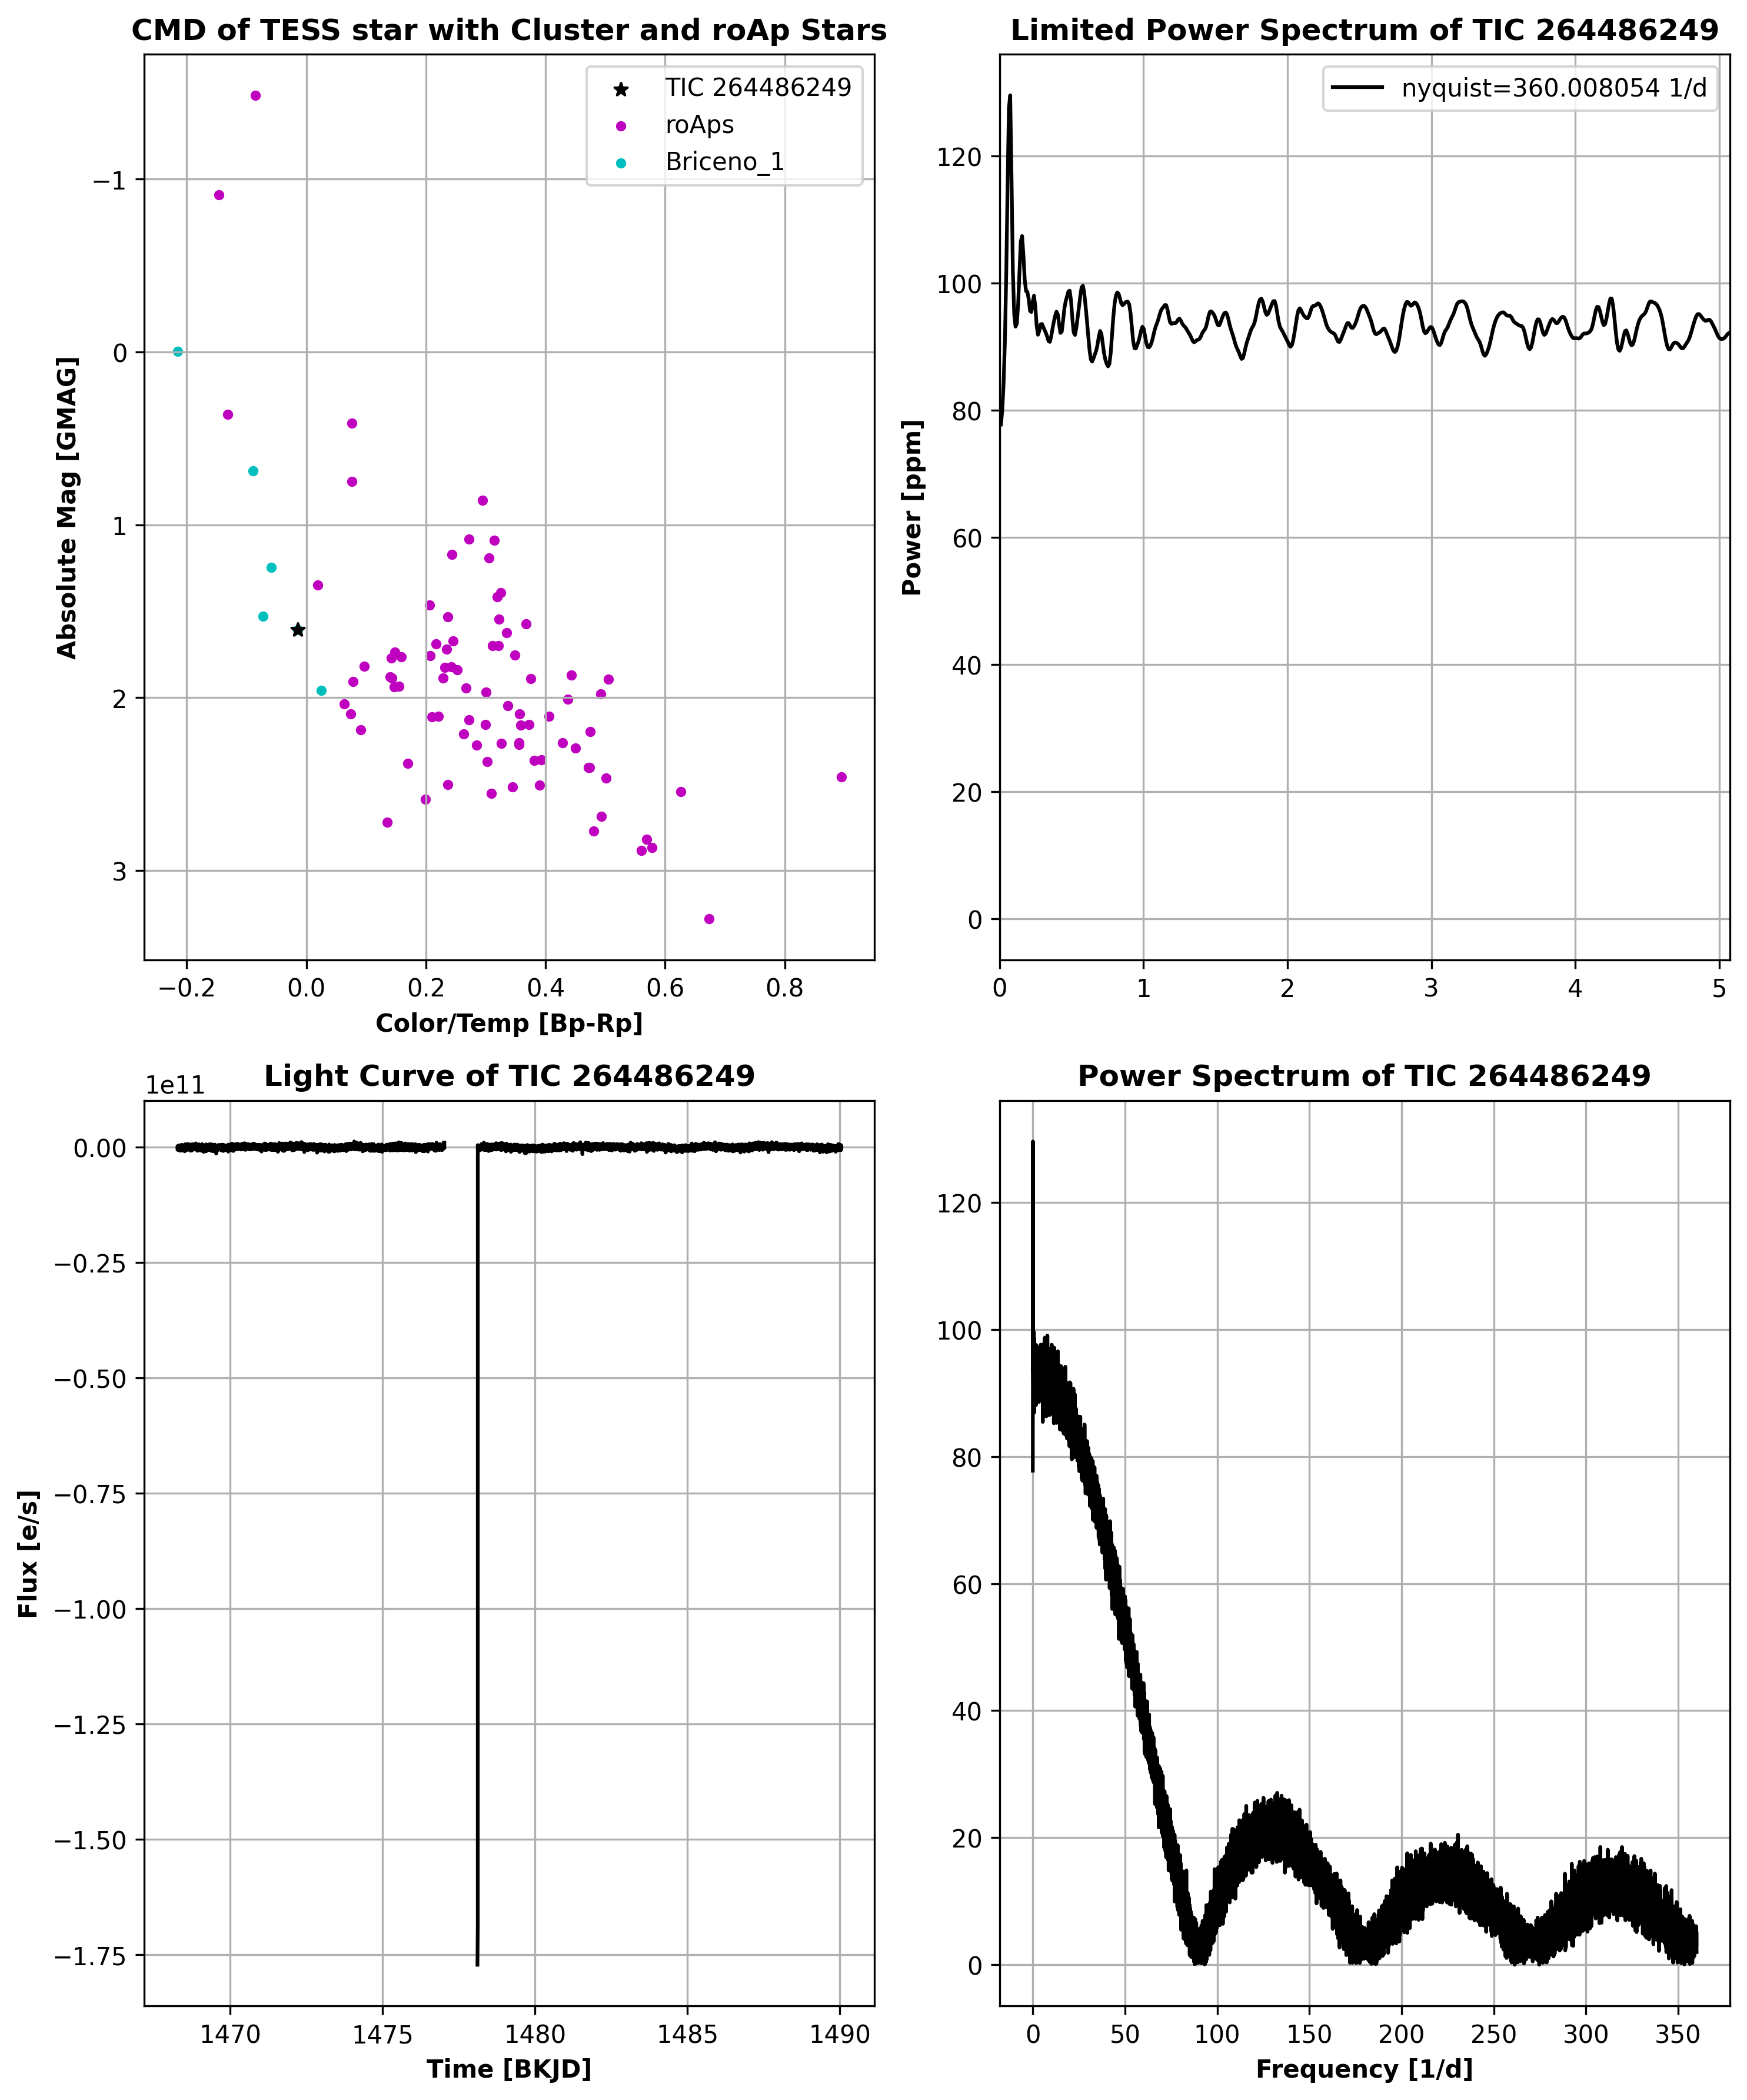 CMD of TESS star with Cluster and roAp Stars
TIC 264486249
roAps
Briceno_1
Absolute Mag [GMAG]
−1
0
1
2
3
−0.2 0.0 0.2 0.4 0.6 0.8
Color/Temp [Bp-Rp]
Limited Power Spectrum of TIC 264486249
nyquist=360.008054 1/d
Power [ppm]
120
100
80
60
40
20
0
0 1 2 3 4 5
Light Curve of TIC 264486249
1e11
Flux [e/s]
0.00
−0.25
−0.50
−0.75
−1.00
−1.25
−1.50
−1.75
1470 1475 1480 1485 1490
Time [BKJD]
Power Spectrum of TIC 264486249
120
100
80
60
40
20
0
0 50 100 150 200 250 300 350
Frequency [1/d]